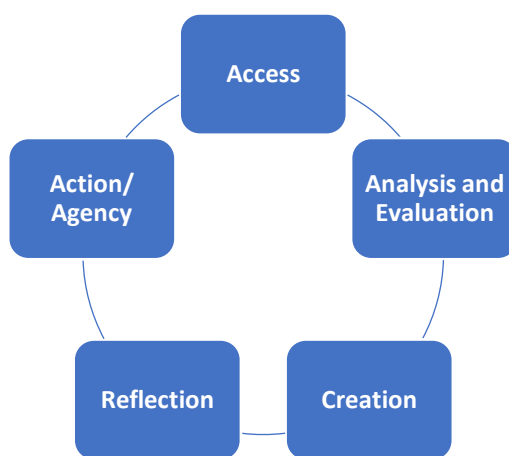 Access
Analysis and
Evaluation
Creation
Reflection
Action/
Agency